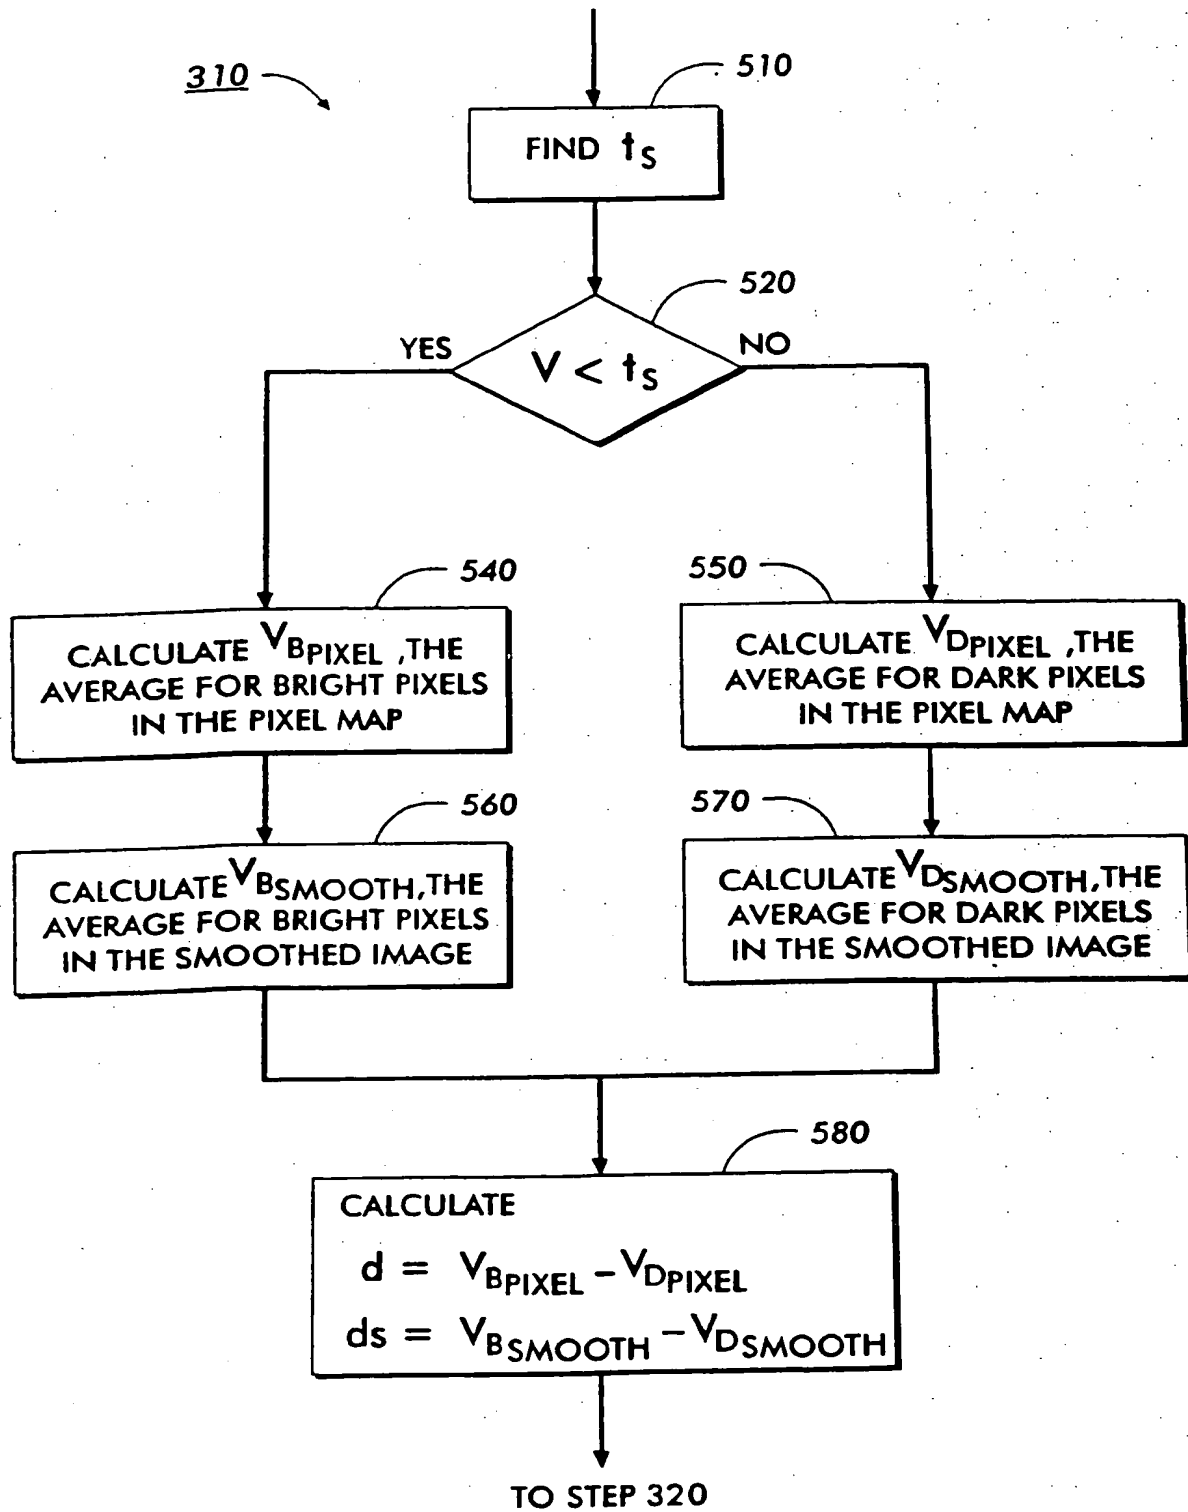 310
510
FIND tS
520
YES
NO
V < tS
540
550
CALCULATE VBPIXEL ,THE
AVERAGE FOR BRIGHT PIXELS
IN THE PIXEL MAP
CALCULATE VDPIXEL ,THE
AVERAGE FOR DARK PIXELS
IN THE PIXEL MAP
560
570
CALCULATE VBSMOOTH,THE
AVERAGE FOR BRIGHT PIXELS
IN THE SMOOTHED IMAGE
CALCULATE VDSMOOTH,THE
AVERAGE FOR DARK PIXELS
IN THE SMOOTHED IMAGE
580
CALCULATE
d = VBPIXEL – VDPIXEL
ds = VBSMOOTH – VDSMOOTH
TO STEP 320